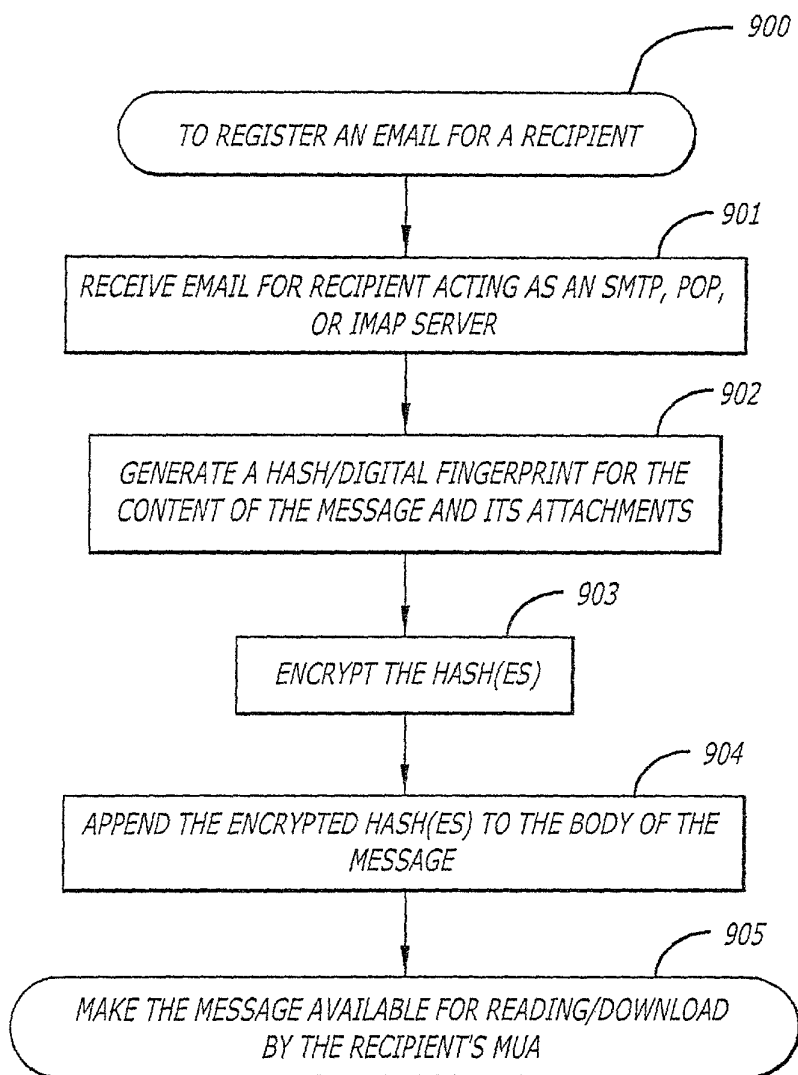 900
TO REGISTER AN EMAIL FOR A RECIPIENT
901
RECEIVE EMAIL FOR RECIPIENT ACTING AS AN SMTP, POP,
OR IMAP SERVER
902
GENERATE A HASH/DIGITAL FINGERPRINT FOR THE
CONTENT OF THE MESSAGE AND ITS ATTACHMENTS
903
ENCRYPT THE HASH(ES)
904
APPEND THE ENCRYPTED HASH(ES) TO THE BODY OF THE
MESSAGE
905
MAKE THE MESSAGE AVAILABLE FOR READING/DOWNLOAD
BY THE RECIPIENT'S MUA